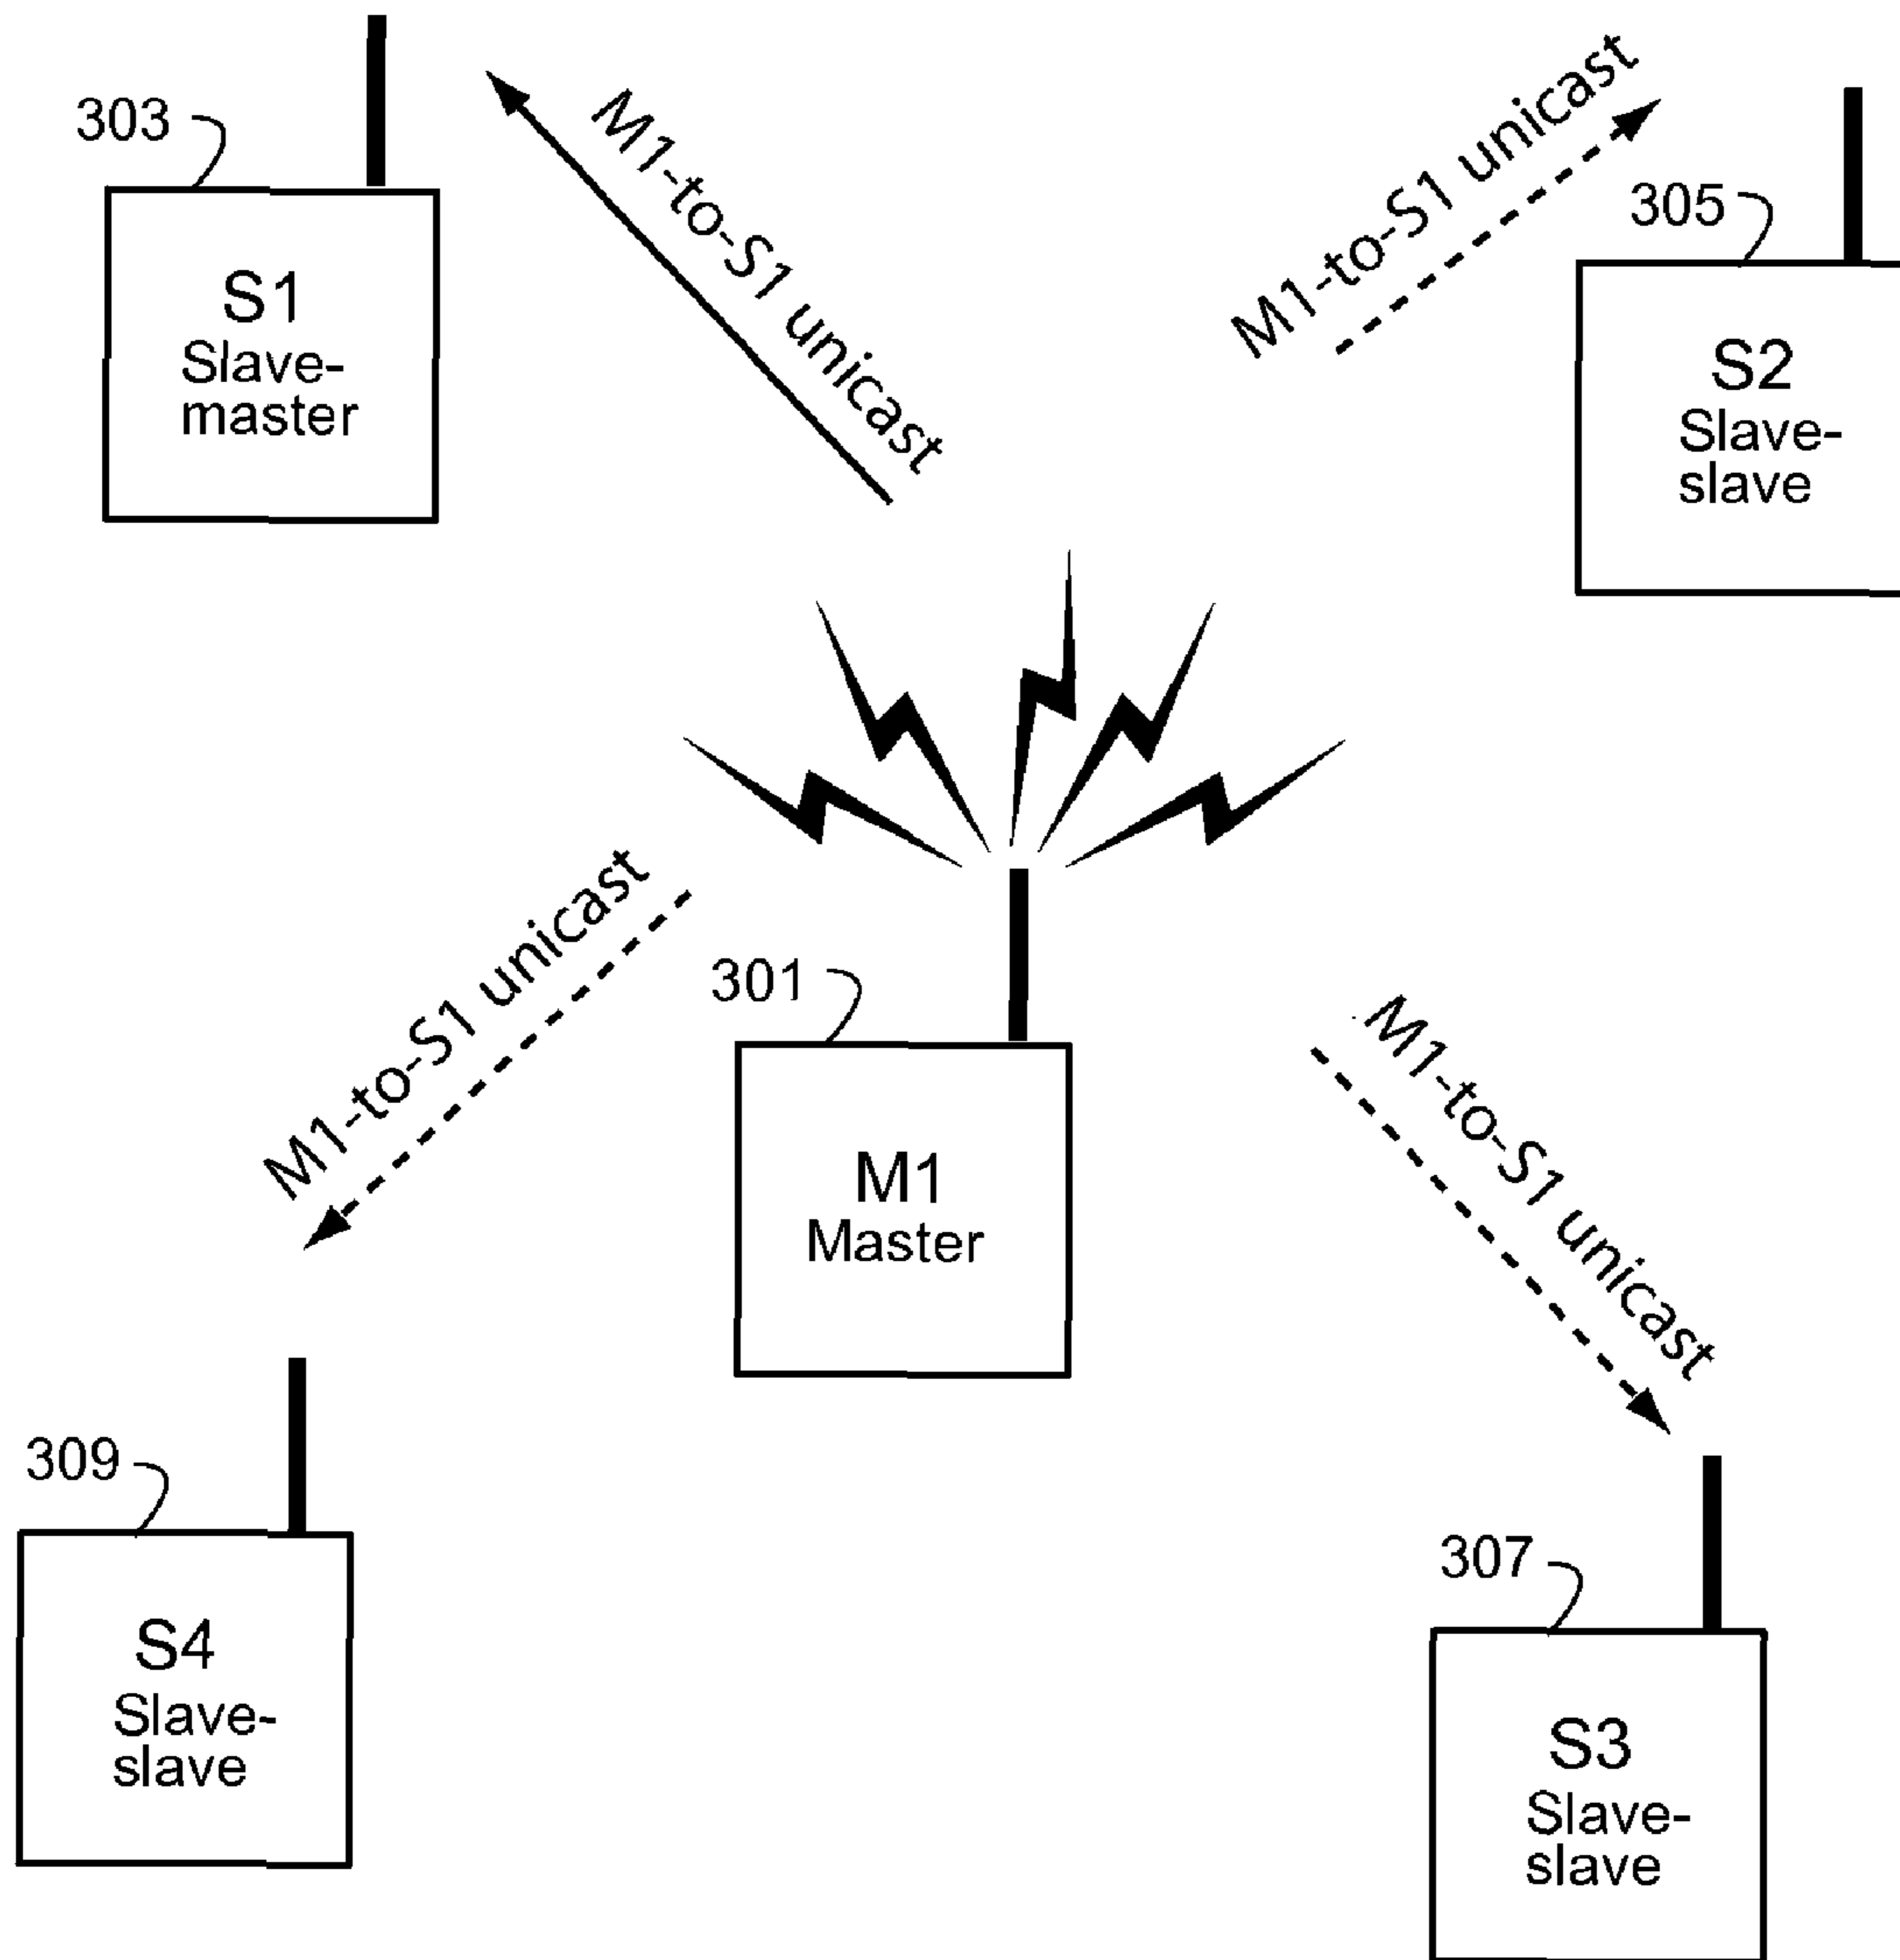 303
S1
Slave-
master
M1-to-S1 unicast
M1-to-S1 unicast
305
S2
Slave-
slave
M1-to-S1 unicast
301
M1
Master
M1-to-S1 unicast
309
S4
Slave-
slave
307
S3
Slave-
slave